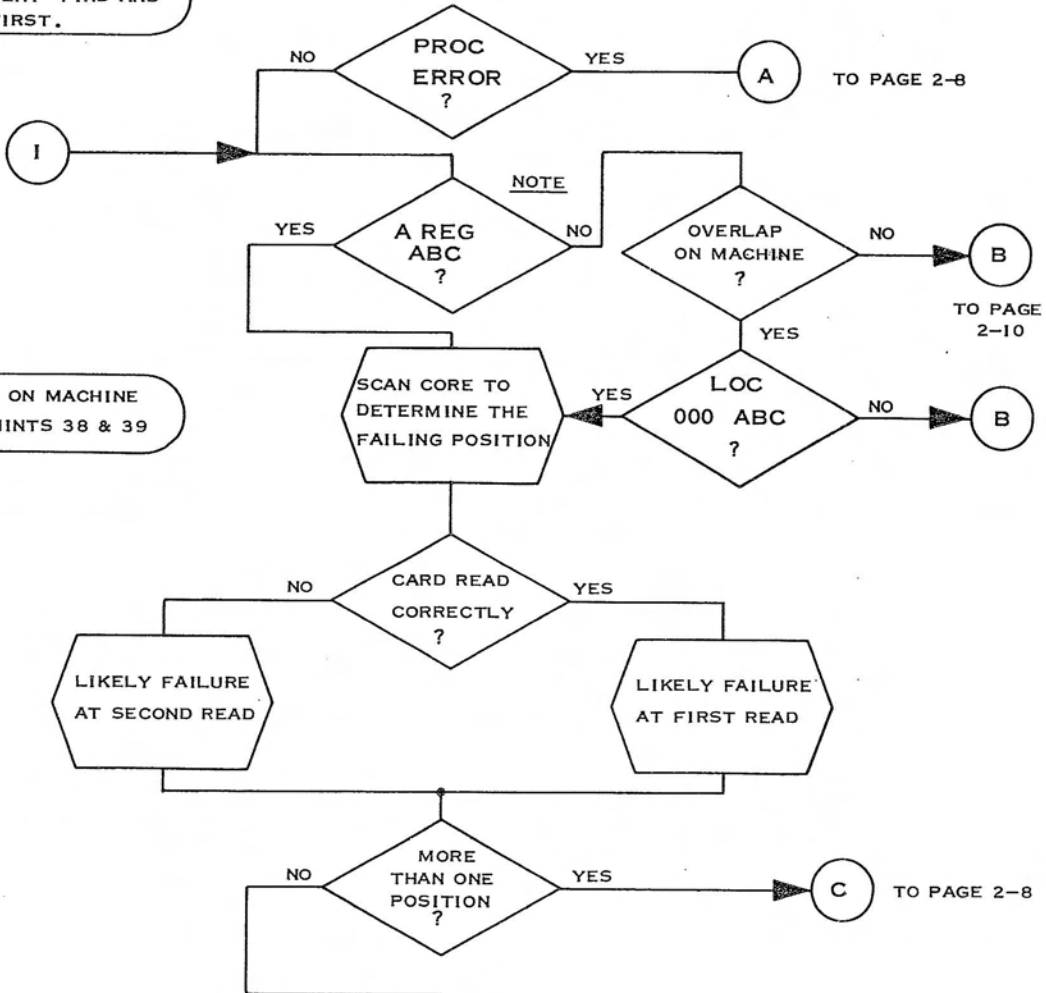 FIRST.
PROC
ERROR
?
NO
YES
A
TO PAGE 2-8
I
NOTE
A REG
ABC
?
YES
NO
OVERLAP
ON MACHINE
?
NO
B
TO PAGE
2-10
YES
ON MACHINE
HINTS 38 & 39
SCAN CORE TO
DETERMINE THE
FAILING POSITION
YES
LOC
000 ABC
?
NO
B
CARD READ
CORRECTLY
?
NO
YES
LIKELY FAILURE
AT SECOND READ
LIKELY FAILURE
AT FIRST READ
MORE
THAN ONE
POSITION
?
NO
YES
C
TO PAGE 2-8